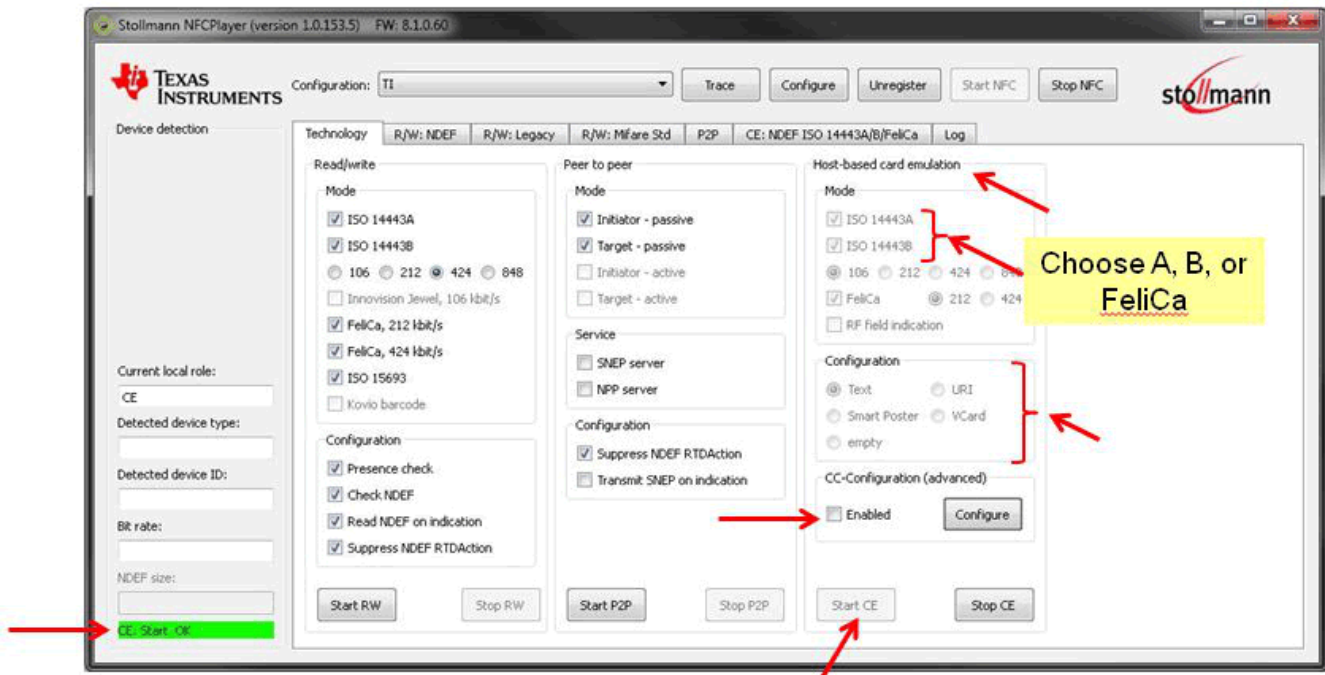 Stollmann NFCPlayer (version 1.0.153.5) FW: 8.1.0.60
TEXAS
INSTRUMENTS
Configuration: TI Trace Configure Unregister Start NFC Stop NFC
stollmann
Device detection
Technology R/W: NDEF R/W: Legacy R/W: Mifare Std P2P CE: NDEF ISO 14443A/B/FeliCa Log
Read/write
Mode
ISO 14443A
ISO 14443B
106 212 424 848
Innovision Jewel, 106 kbit/s
FeliCa, 212 kbit/s
FeliCa, 424 kbit/s
ISO 15693
Kovio barcode
Configuration
Presence check
Check NDEF
Read NDEF on indication
Suppress NDEF RTDAction
Start RW Stop RW
Peer to peer
Mode
Initiator - passive
Target - passive
Initiator - active
Target - active
Service
SNEP server
NPP server
Configuration
Suppress NDEF RTDAction
Transmit SNEP on indication
Start P2P Stop P2P
Host-based card emulation
Mode
ISO 14443A
ISO 14443B
106 212 424 848
FeliCa 212 424
RF field indication
Configuration
Text URI
Smart Poster VCard
empty
CC-Configuration (advanced)
Enabled Configure
Start CE Stop CE
Choose A, B, or
FeliCa
Current local role:
CE
Detected device type:
Detected device ID:
Bit rate:
NDEF size:
CE: Start OK